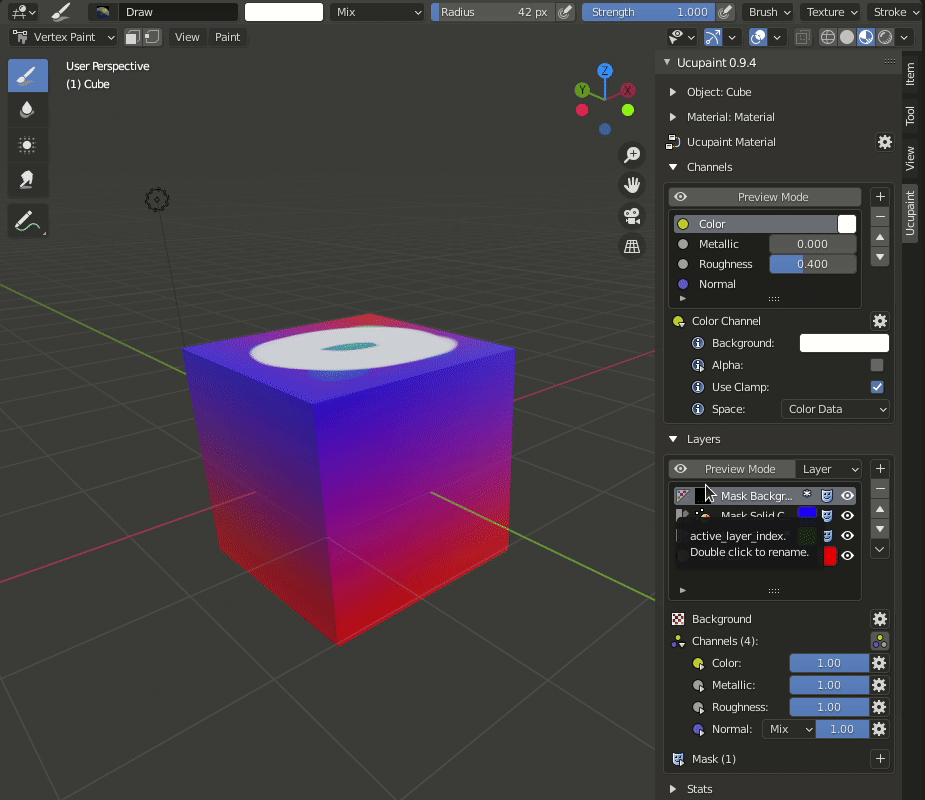 Draw Mix Radius 42 px Strength 1.000 Brush Texture Stroke
Vertex Paint View Paint
User Perspective
(1) Cube
Z
Y
X
Ucupaint 0.9.4
Object: Cube
Material: Material
Ucupaint Material
Channels
Preview Mode
Color
Metallic 0.000
Roughness 0.400
Normal
Color Channel
Background:
Alpha:
Use Clamp:
Space: Color Data
Layers
Preview Mode Layer
Mask Backgr...
Mask Solid C
active_layer_index.
Double click to rename.
Background
Channels (4):
Color: 1.00
Metallic: 1.00
Roughness: 1.00
Normal: Mix 1.00
Mask (1)
Stats
Item
Tool
View
Ucupaint